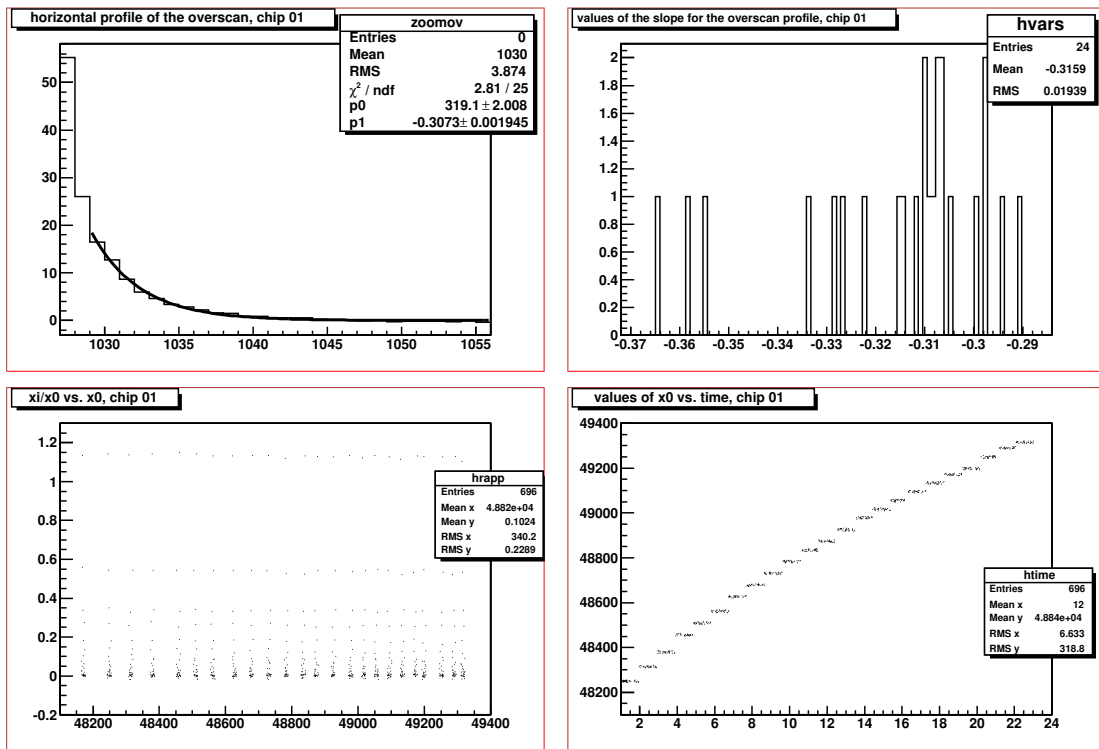 horizontal profile of the overscan, chip 01
zoomov
Entries 0
Mean 1030
RMS 3.874
χ² / ndf 2.81 / 25
p0 319.1 ± 2.008
p1 -0.3073 ± 0.001945
50
40
30
20
10
0
1030 1035 1040 1045 1050 1055
values of the slope for the overscan profile, chip 01
hvars
Entries 24
Mean -0.3159
RMS 0.01939
2
1.8
1.6
1.4
1.2
1
0.8
0.6
0.4
0.2
0
-0.37 -0.36 -0.35 -0.34 -0.33 -0.32 -0.31 -0.3 -0.29
xi/x0 vs. x0, chip 01
hrapp
Entries 696
Mean x 4.882e+04
Mean y 0.1024
RMS x 340.2
RMS y 0.2289
1.2
1
0.8
0.6
0.4
0.2
0
-0.2
48200 48400 48600 48800 49000 49200 49400
values of x0 vs. time, chip 01
htime
Entries 696
Mean x 12
Mean y 4.884e+04
RMS x 6.633
RMS y 318.8
49400
49200
49000
48800
48600
48400
48200
2 4 6 8 10 12 14 16 18 20 22 24